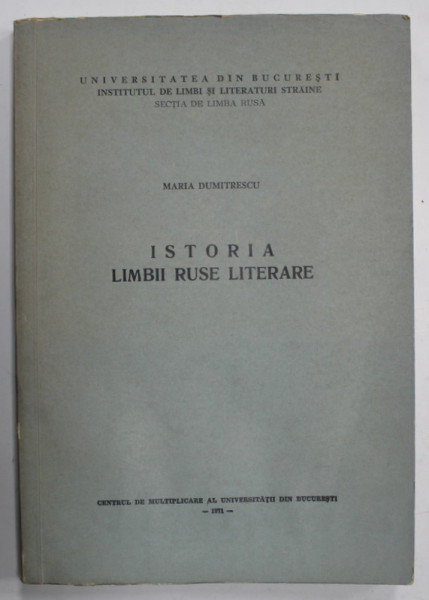 UNIVERSITATEA DIN BUCUREŞTI
INSTITUTUL DE LIMBI ŞI LITERATURI STRĂINE
SECŢIA DE LIMBA RUSĂ
MARIA DUMITRESCU
ISTORIA
LIMBII RUSE LITERARE
CENTRUL DE MULTIPLICARE AL UNIVERSITĂŢII DIN BUCUREŞTI
— 1971 —